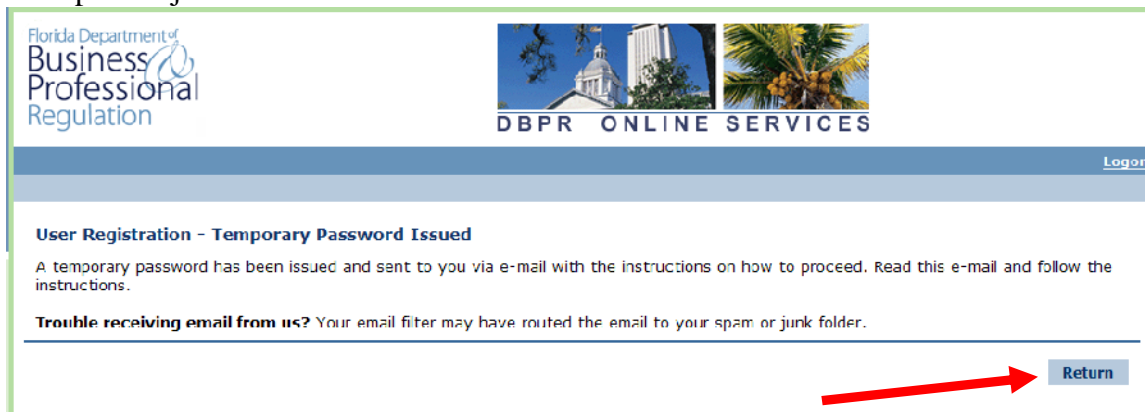 Florida Department of
Business &
Professional
Regulation
DBPR ONLINE SERVICES
Logon
User Registration - Temporary Password Issued
A temporary password has been issued and sent to you via e-mail with the instructions on how to proceed. Read this e-mail and follow the
instructions.
Trouble receiving email from us? Your email filter may have routed the email to your spam or junk folder.
Return